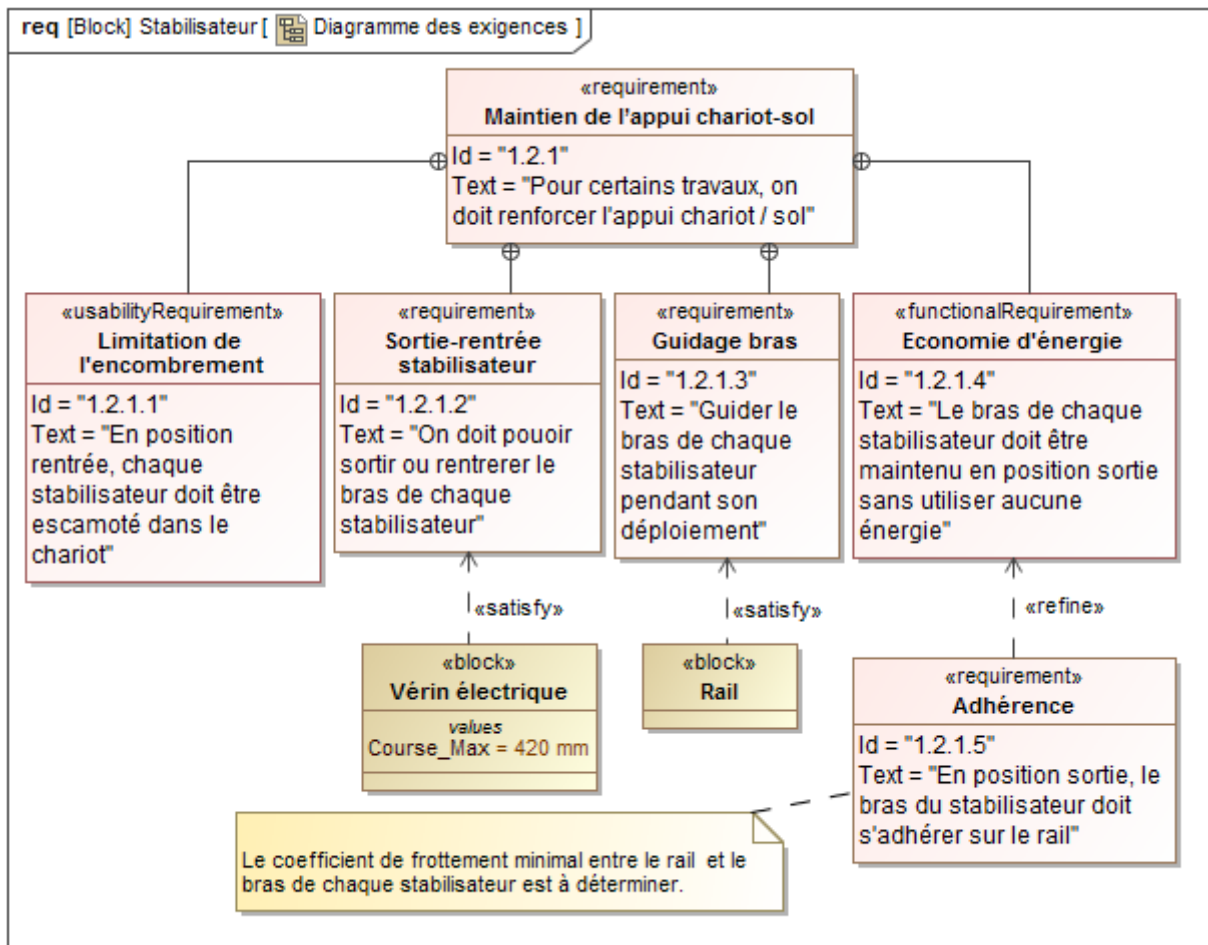 req [Block] Stabilisateur [ Diagramme des exigences ]
«requirement»
Maintien de l'appui chariot-sol
Id = "1.2.1"
Text = "Pour certains travaux, on
doit renforcer l'appui chariot / sol"
«usabilityRequirement»
Limitation de
l'encombrement
Id = "1.2.1.1"
Text = "En position
rentrée, chaque
stabilisateur doit être
escamoté dans le
chariot"
«requirement»
Sortie-rentrée
stabilisateur
Id = "1.2.1.2"
Text = "On doit pouoir
sortir ou rentrerer le
bras de chaque
stabilisateur"
«requirement»
Guidage bras
Id = "1.2.1.3"
Text = "Guider le
bras de chaque
stabilisateur
pendant son
déploiement"
«functionalRequirement»
Economie d'énergie
Id = "1.2.1.4"
Text = "Le bras de chaque
stabilisateur doit être
maintenu en position sortie
sans utiliser aucune
énergie"
«satisfy»
«satisfy»
«refine»
«block»
Vérin électrique
values
Course_Max = 420 mm
«block»
Rail
«requirement»
Adhérence
Id = "1.2.1.5"
Text = "En position sortie, le
bras du stabilisateur doit
s'adhérer sur le rail"
Le coefficient de frottement minimal entre le rail et le
bras de chaque stabilisateur est à déterminer.